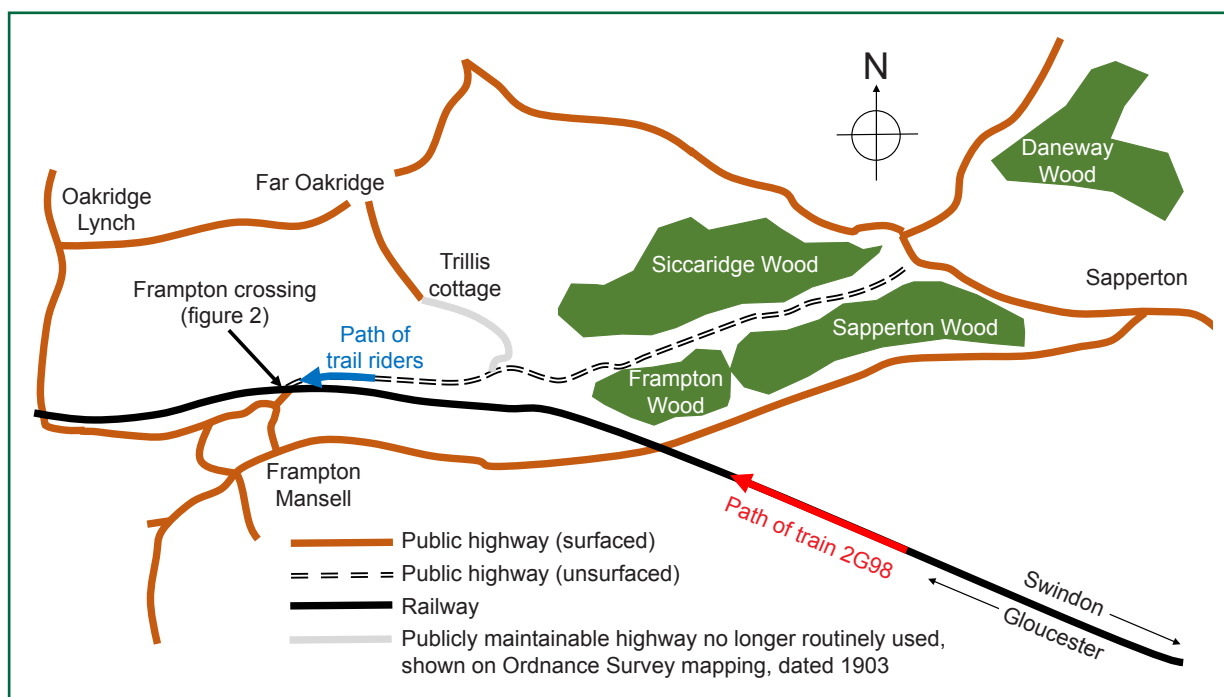 N
Daneway
Wood
Oakridge
Lynch
Far Oakridge
Siccaridge Wood
Trillis
cottage
Sapperton
Frampton crossing
(figure 2)
Path of
trail riders
Sapperton Wood
Frampton
Wood
Frampton
Mansell
Path of train 2G98
Swindon
Gloucester
Public highway (surfaced)
Public highway (unsurfaced)
Railway
Publicly maintainable highway no longer routinely used,
shown on Ordnance Survey mapping, dated 1903